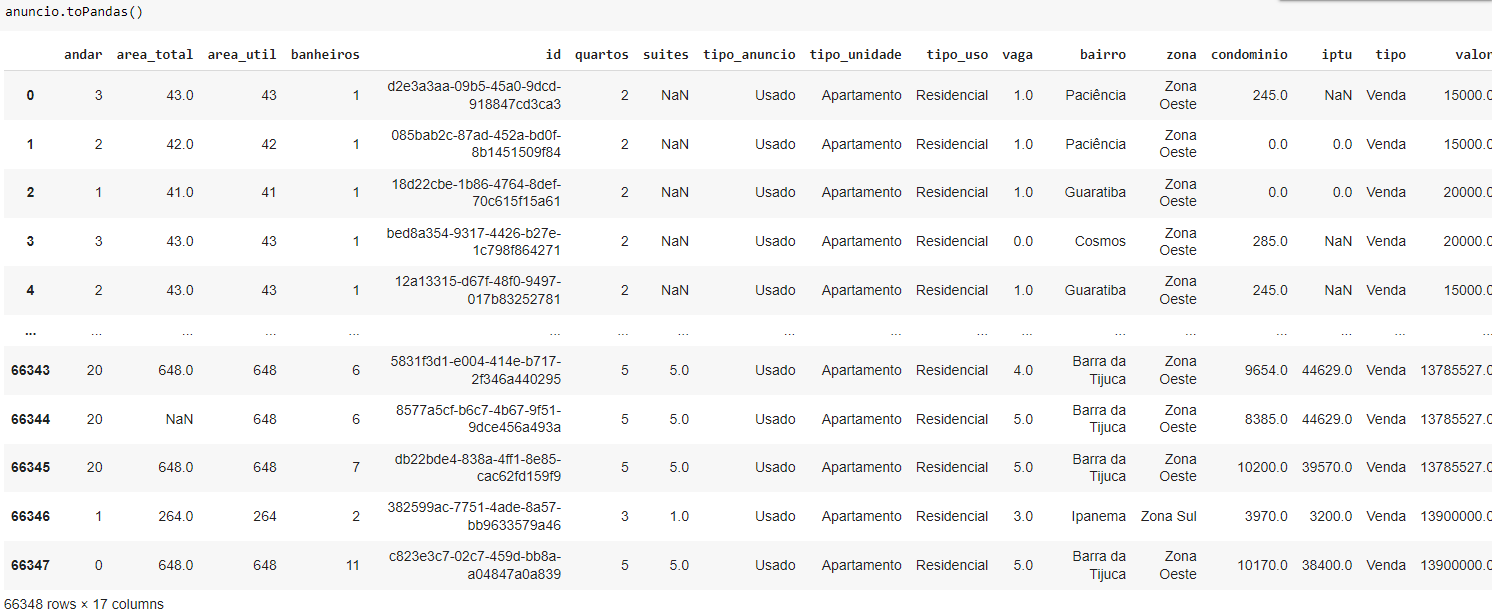 anuncio.toPandas()
andar area_total area_util banheiros id quartos suites tipo_anuncio tipo_unidade tipo_uso vaga bairro zona condominio iptu tipo valor
0 3 43.0 43 1 d2e3a3aa-09b5-45a0-9dcd-918847cd3ca3 2 NaN Usado Apartamento Residencial 1.0 Paciência Zona Oeste 245.0 NaN Venda 15000.0
1 2 42.0 42 1 085bab2c-87ad-452a-bd0f-8b1451509f84 2 NaN Usado Apartamento Residencial 1.0 Paciência Zona Oeste 0.0 0.0 Venda 15000.0
2 1 41.0 41 1 18d22cbe-1b86-4764-8def-70c615f15a61 2 NaN Usado Apartamento Residencial 1.0 Guaratiba Zona Oeste 0.0 0.0 Venda 20000.0
3 3 43.0 43 1 bed8a354-9317-4426-b27e-1c798f864271 2 NaN Usado Apartamento Residencial 0.0 Cosmos Zona Oeste 285.0 NaN Venda 20000.0
4 2 43.0 43 1 12a13315-d67f-48f0-9497-017b83252781 2 NaN Usado Apartamento Residencial 1.0 Guaratiba Zona Oeste 245.0 NaN Venda 15000.0
... ... ... ... ... ... ... ... ... ... ... ... ... ... ... ... ... ...
66343 20 648.0 648 6 5831f3d1-e004-414e-b717-2f346a440295 5 5.0 Usado Apartamento Residencial 4.0 Barra da Tijuca Zona Oeste 9654.0 44629.0 Venda 13785527.0
66344 20 NaN 648 6 8577a5cf-b6c7-4b67-9f51-9dce456a493a 5 5.0 Usado Apartamento Residencial 5.0 Barra da Tijuca Zona Oeste 8385.0 44629.0 Venda 13785527.0
66345 20 648.0 648 7 db22bde4-838a-4ff1-8e85-cac62fd159f9 5 5.0 Usado Apartamento Residencial 5.0 Barra da Tijuca Zona Oeste 10200.0 39570.0 Venda 13785527.0
66346 1 264.0 264 2 382599ac-7751-4ade-8a57-bb9633579a46 3 1.0 Usado Apartamento Residencial 3.0 Ipanema Zona Sul 3970.0 3200.0 Venda 13900000.0
66347 0 648.0 648 11 c823e3c7-02c7-459d-bb8a-a04847a0a839 5 5.0 Usado Apartamento Residencial 5.0 Barra da Tijuca Zona Oeste 10170.0 38400.0 Venda 13900000.0
66348 rows × 17 columns